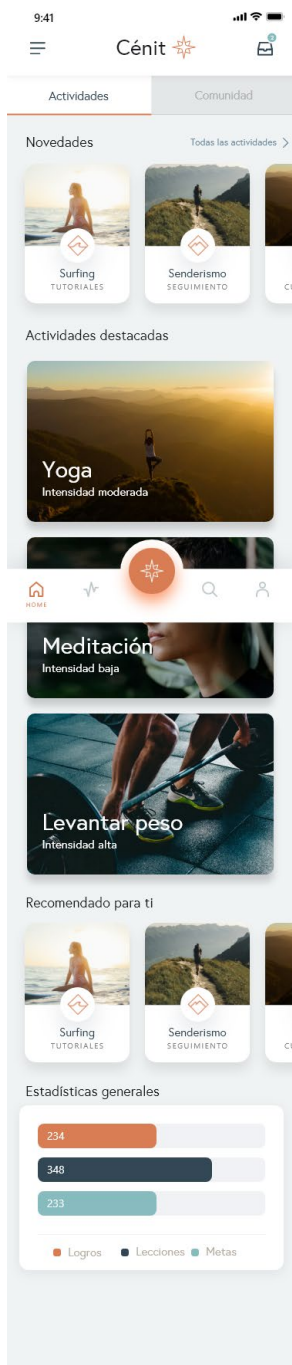 9:41
Cénit
3
Actividades
Comunidad
Novedades
Todas las actividades
Surfing
TUTORIALES
Senderismo
SEGUIMIENTO
Actividades destacadas
Yoga
Intensidad moderada
HOME
Meditación
Intensidad baja
Levantar peso
Intensidad alta
Recomendado para ti
Surfing
TUTORIALES
Senderismo
SEGUIMIENTO
Estadísticas generales
234
348
233
Logros
Lecciones
Metas